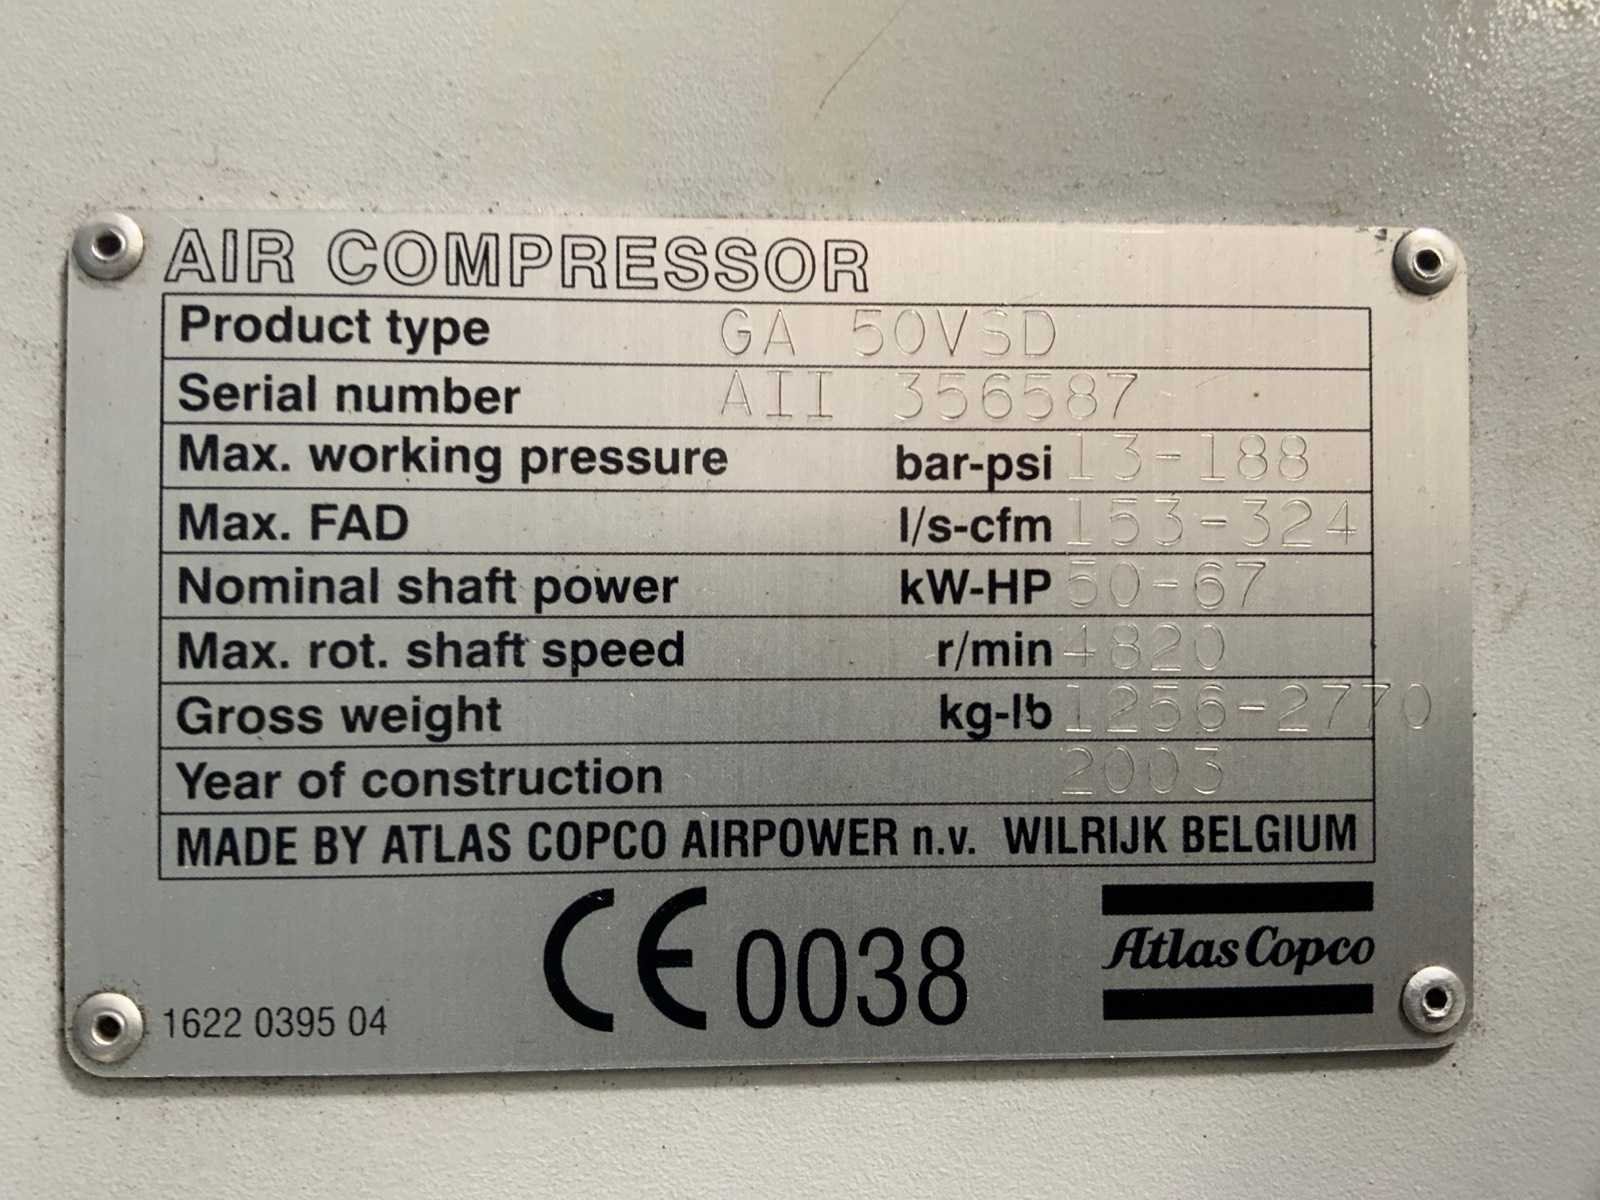 AIR COMPRESSOR
Product type GA 50VSD
Serial number AII 356587
Max. working pressure bar-psi 13-188
Max. FAD l/s-cfm 153-324
Nominal shaft power kW-HP 50-67
Max. rot. shaft speed r/min 4820
Gross weight kg-lb 1256-2770
Year of construction 2003
MADE BY ATLAS COPCO AIRPOWER n.v. WILRIJK BELGIUM
CE 0038
Atlas Copco
1622 0395 04